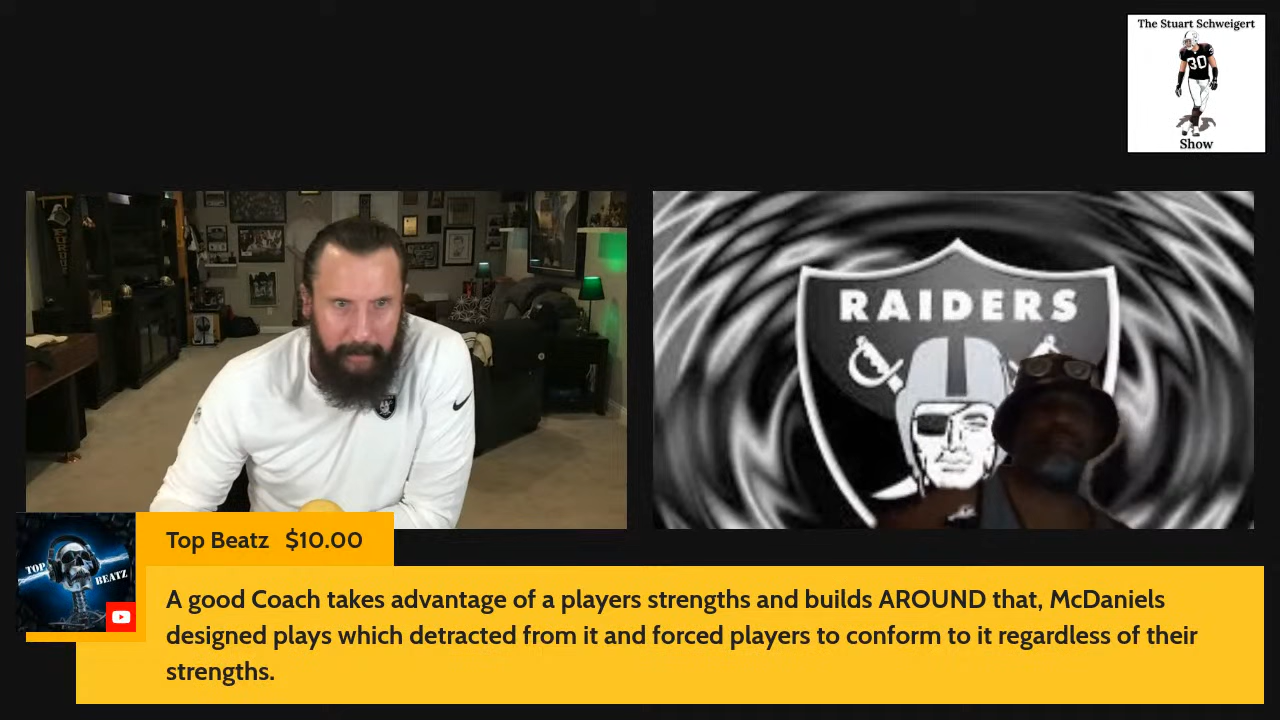 The Stuart Schweigert
30
Show
PURDUE
RAIDERS
TOP
BEATZ
Top Beatz $10.00
A good Coach takes advantage of a players strengths and builds AROUND that, McDaniels
designed plays which detracted from it and forced players to conform to it regardless of their
strengths.